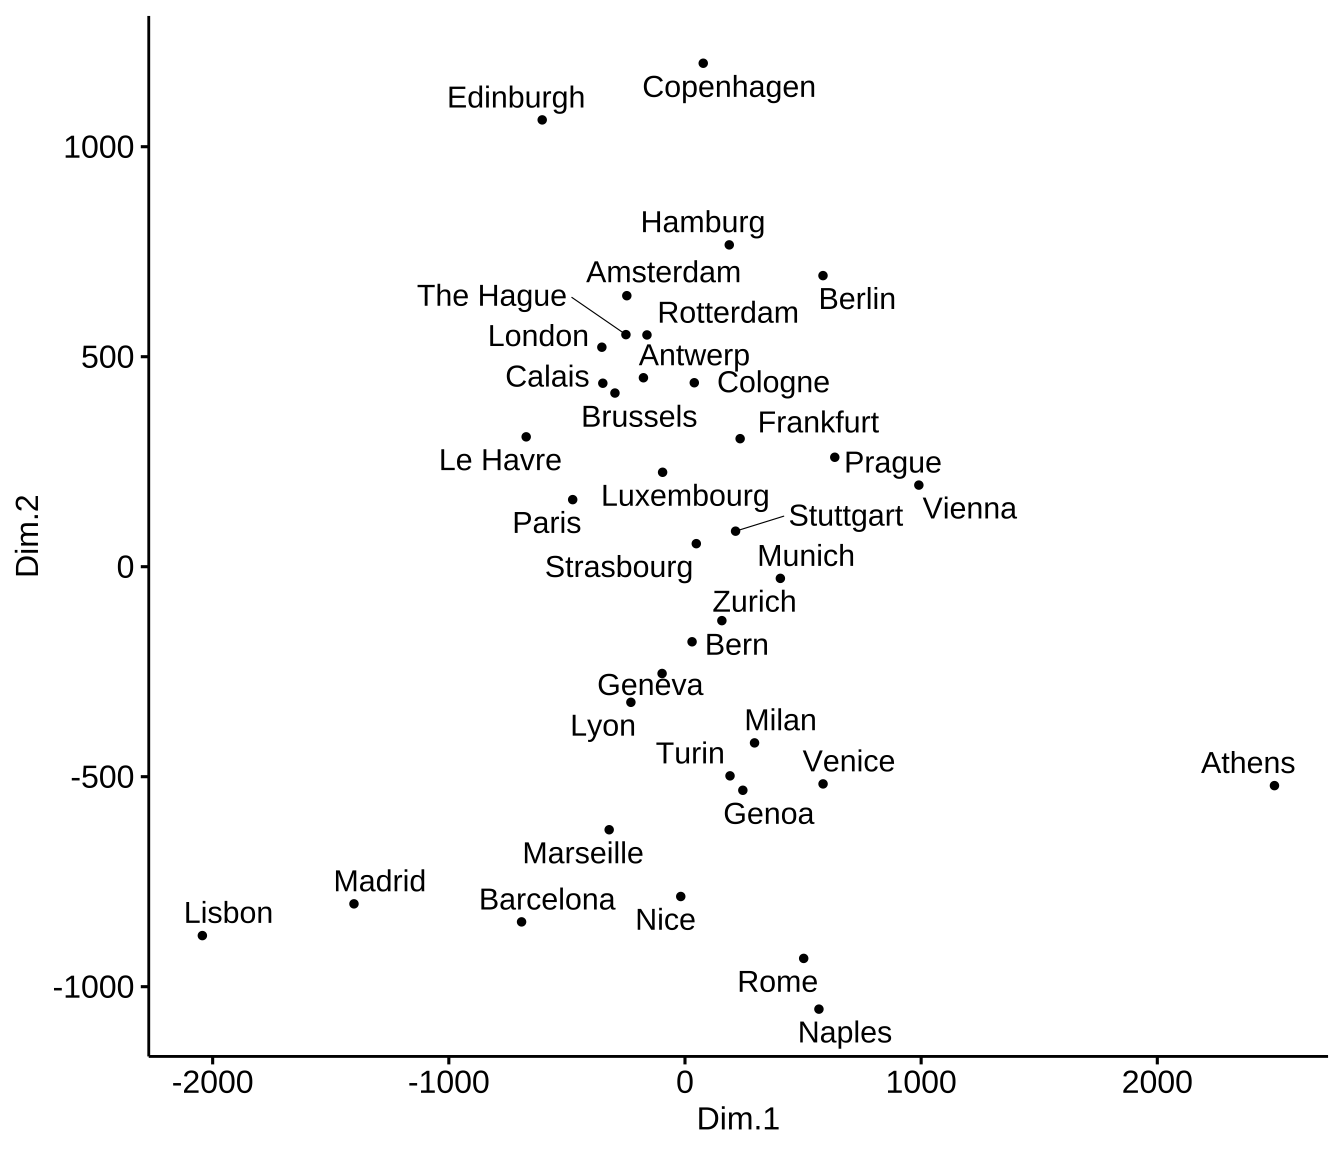 Copenhagen
Edinburgh
1000
Hamburg
Amsterdam
The Hague
Berlin
Rotterdam
London
500
Antwerp
Calais
Cologne
Brussels
Frankfurt
Le Havre
Prague
Luxembourg
Vienna
Stuttgart
Paris
Dim.2
Munich
0
Strasbourg
Zurich
Bern
Geneva
Milan
Lyon
Turin
Venice
Athens
-500
Genoa
Marseille
Madrid
Barcelona
Lisbon
Nice
Rome
-1000
Naples
-2000 -1000 0 1000 2000
Dim.1